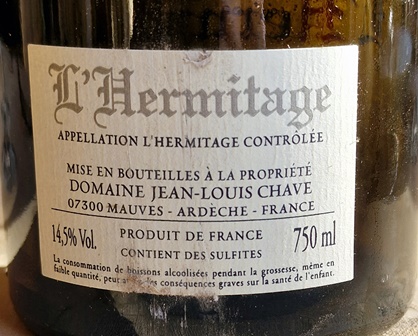 L'Hermitage
APPELLATION L'HERMITAGE CONTRÔLÉE
MISE EN BOUTEILLES À LA PROPRIÉTÉ
DOMAINE JEAN-LOUIS CHAVE
07300 MAUVES - ARDÈCHE - FRANCE
14,5% Vol. PRODUIT DE FRANCE 750 ml
CONTIENT DES SULFITES
La consommation de boissons alcoolisées pendant la grossesse, même en
faible quantité, peut des conséquences graves sur la santé de l'enfant.